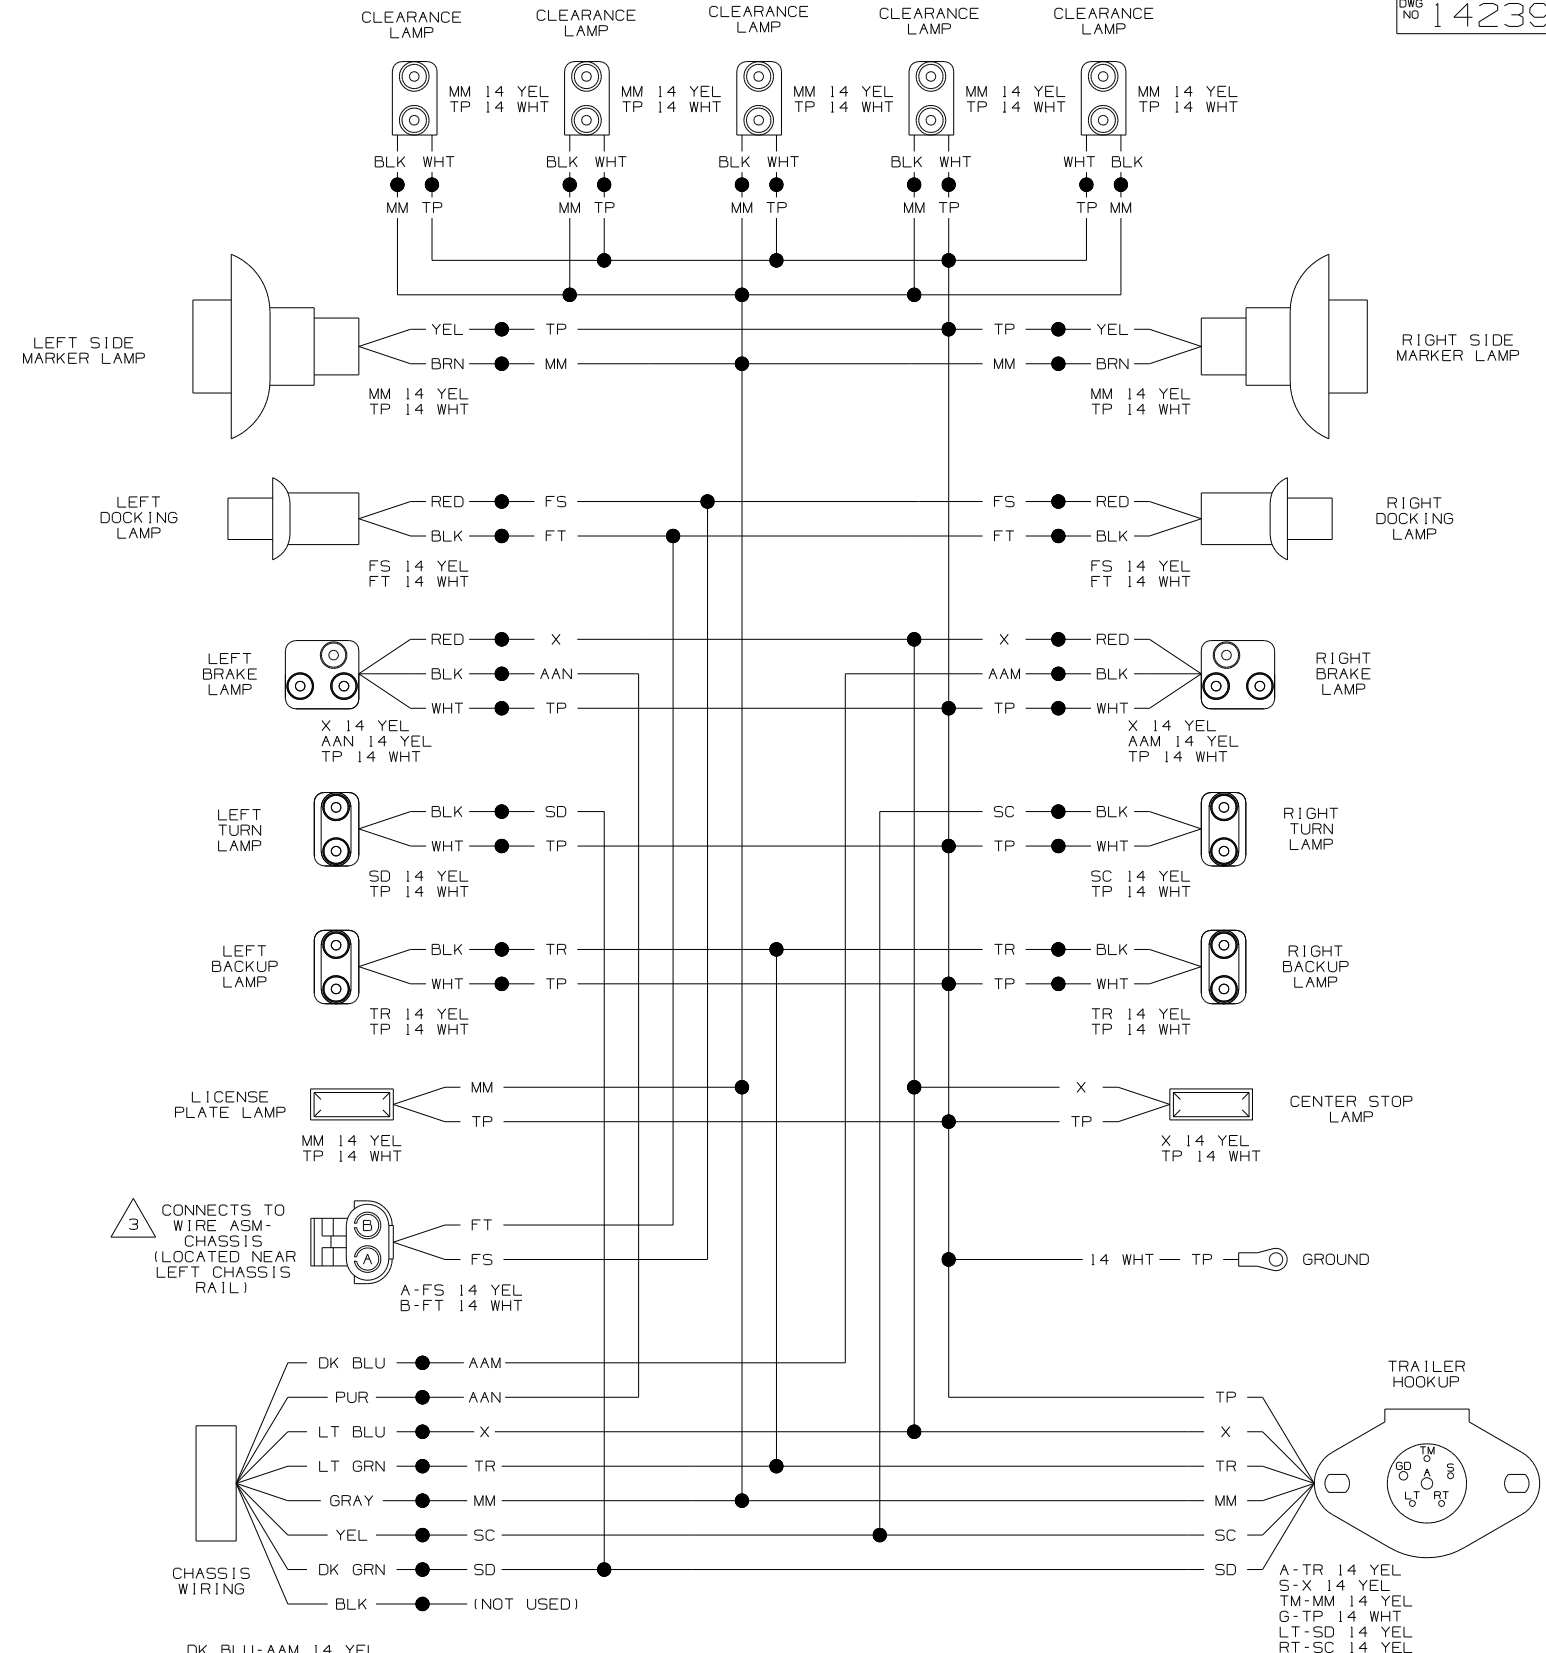 DWG
NO 14239
CLEARANCE
LAMP
CLEARANCE
LAMP
CLEARANCE
LAMP
CLEARANCE
LAMP
CLEARANCE
LAMP
MM 14 YEL
TP 14 WHT
MM 14 YEL
TP 14 WHT
MM 14 YEL
TP 14 WHT
MM 14 YEL
TP 14 WHT
MM 14 YEL
TP 14 WHT
BLK WHT
BLK WHT
BLK WHT
BLK WHT
WHT BLK
MM TP
MM TP
MM TP
MM TP
TP MM
LEFT SIDE
MARKER LAMP
YEL TP
BRN MM
MM 14 YEL
TP 14 WHT
TP YEL
MM BRN
MM 14 YEL
TP 14 WHT
RIGHT SIDE
MARKER LAMP
LEFT
DOCKING
LAMP
RED FS
BLK FT
FS 14 YEL
FT 14 WHT
FS RED
FT BLK
FS 14 YEL
FT 14 WHT
RIGHT
DOCKING
LAMP
LEFT
BRAKE
LAMP
RED X
BLK AAN
WHT TP
X 14 YEL
AAN 14 YEL
TP 14 WHT
X RED
AAM BLK
TP WHT
X 14 YEL
AAM 14 YEL
TP 14 WHT
RIGHT
BRAKE
LAMP
LEFT
TURN
LAMP
BLK SD
WHT TP
SD 14 YEL
TP 14 WHT
SC BLK
TP WHT
SC 14 YEL
TP 14 WHT
RIGHT
TURN
LAMP
LEFT
BACKUP
LAMP
BLK TR
WHT TP
TR 14 YEL
TP 14 WHT
TR BLK
TP WHT
TR 14 YEL
TP 14 WHT
RIGHT
BACKUP
LAMP
LICENSE
PLATE LAMP
MM
TP
MM 14 YEL
TP 14 WHT
X
TP
X 14 YEL
TP 14 WHT
CENTER STOP
LAMP
3
CONNECTS TO
WIRE ASM-
CHASSIS
(LOCATED NEAR
LEFT CHASSIS
RAIL)
B
A
FT
FS
A-FS 14 YEL
B-FT 14 WHT
14 WHT TP GROUND
DK BLU AAM
PUR AAN
LT BLU X
LT GRN TR
GRAY MM
YEL SC
DK GRN SD
BLK (NOT USED)
CHASSIS
WIRING
DK BLU-AAM 14 YEL
TP
X
TR
MM
SC
SD
TRAILER
HOOKUP
TM
GD A S
LT RT
A-TR 14 YEL
S-X 14 YEL
TM-MM 14 YEL
G-TP 14 WHT
LT-SD 14 YEL
RT-SC 14 YEL